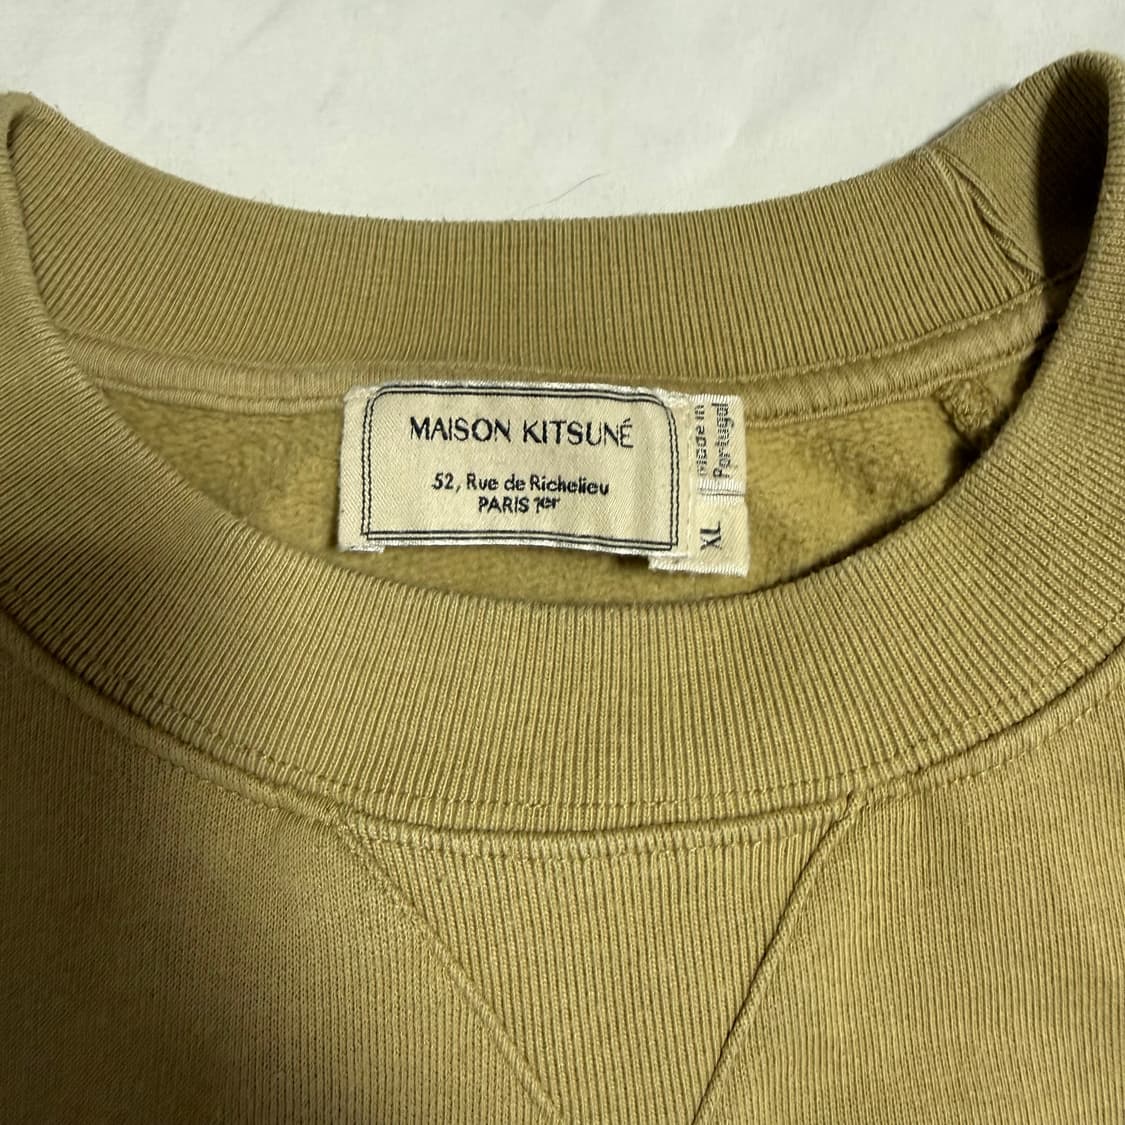 MAISON KITSUNÉ
52, Rue de Richelieu
PARIS 1er
Made in
Portugal
XL